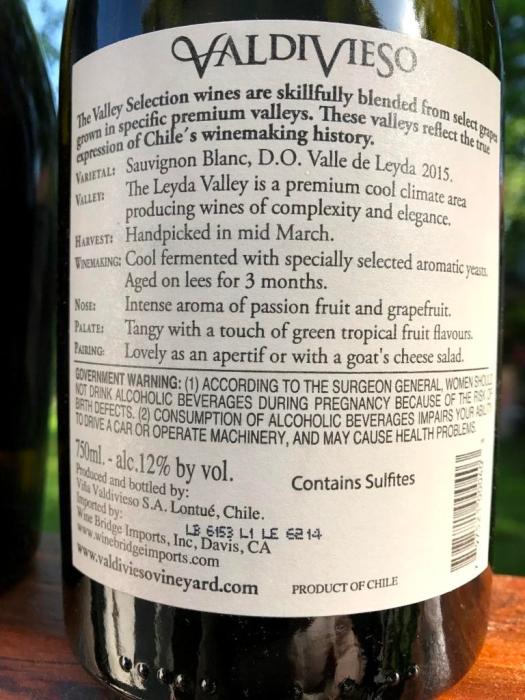 VALDIVIESO
The Valley Selection wines are skillfully blended from select grapes
grown in specific premium valleys. These valleys reflect the true
expression of Chile's winemaking history.
VARIETAL: Sauvignon Blanc, D.O. Valle de Leyda 2015.
VALLEY: The Leyda Valley is a premium cool climate area
producing wines of complexity and elegance.
HARVEST: Handpicked in mid March.
WINEMAKING: Cool fermented with specially selected aromatic yeasts.
Aged on lees for 3 months.
NOSE: Intense aroma of passion fruit and grapefruit.
PALATE: Tangy with a touch of green tropical fruit flavours.
PAIRING: Lovely as an apertif or with a goat's cheese salad.
GOVERNMENT WARNING: (1) ACCORDING TO THE SURGEON GENERAL, WOMEN SHOULD
NOT DRINK ALCOHOLIC BEVERAGES DURING PREGNANCY BECAUSE OF THE RISK OF
BIRTH DEFECTS. (2) CONSUMPTION OF ALCOHOLIC BEVERAGES IMPAIRS YOUR ABILITY
TO DRIVE A CAR OR OPERATE MACHINERY, AND MAY CAUSE HEALTH PROBLEMS.
750ml. - alc.12% by vol.
Contains Sulfites
Produced and bottled by:
Viña Valdivieso S.A. Lontué, Chile.
Imported by:
LB 6153 L1 LE 6214
Wine Bridge Imports, Inc, Davis, CA
www.winebridgeimports.com
www.valdiviesovineyard.com
PRODUCT OF CHILE